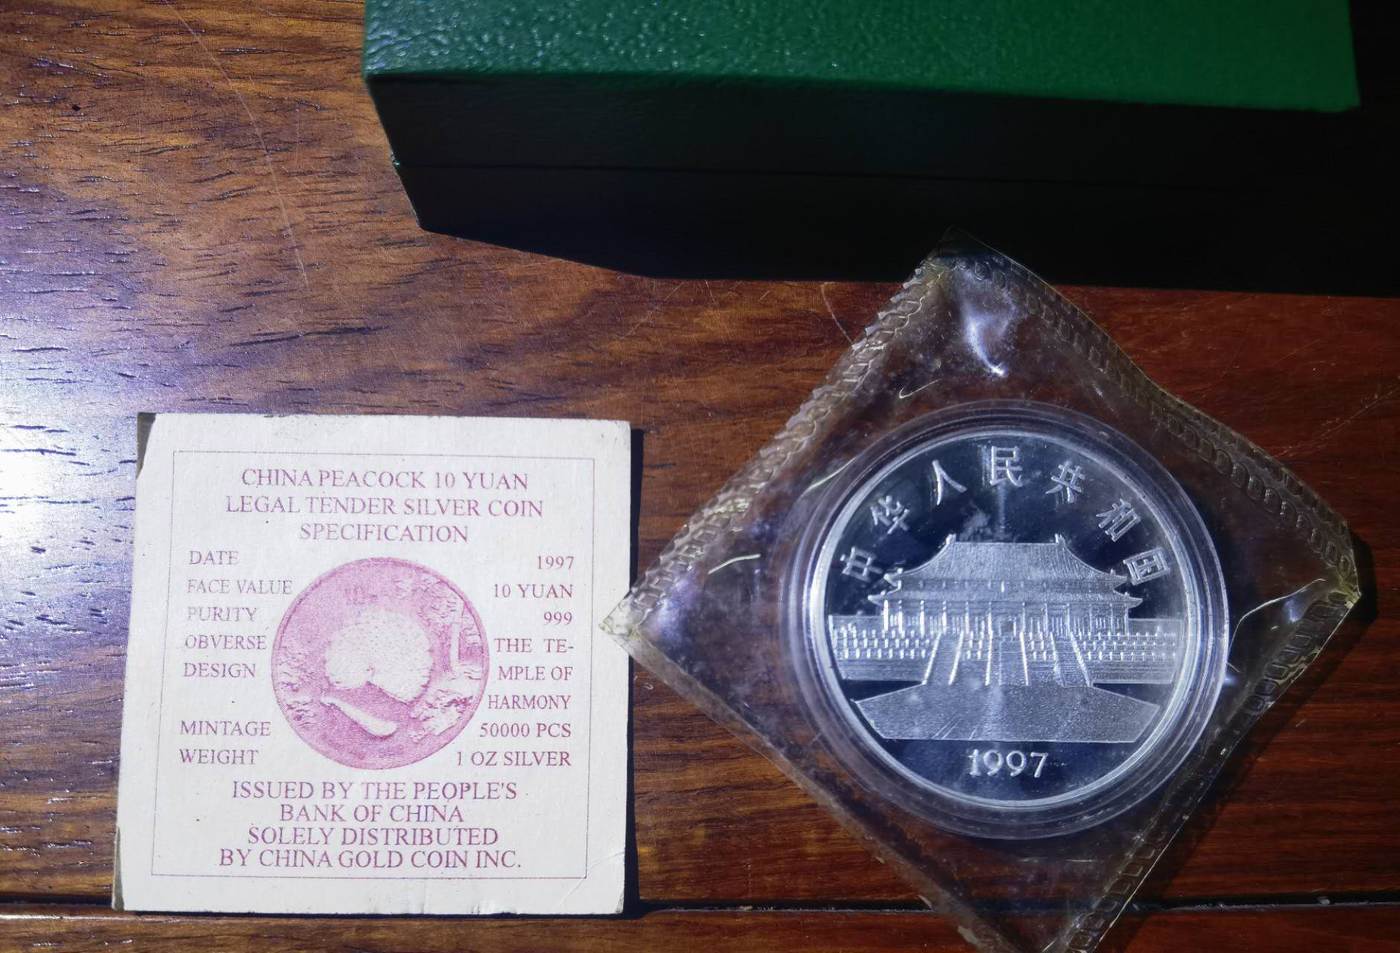 CHINA PEACOCK 10 YUAN
LEGAL TENDER SILVER COIN
SPECIFICATION
DATE 1997
FACE VALUE 10 YUAN
PURITY 999
OBVERSE THE TE-
DESIGN MPLE OF
HARMONY
MINTAGE 50000 PCS
WEIGHT 1 OZ SILVER
ISSUED BY THE PEOPLE'S
BANK OF CHINA
SOLELY DISTRIBUTED
BY CHINA GOLD COIN INC.
中华人民共和国
1997